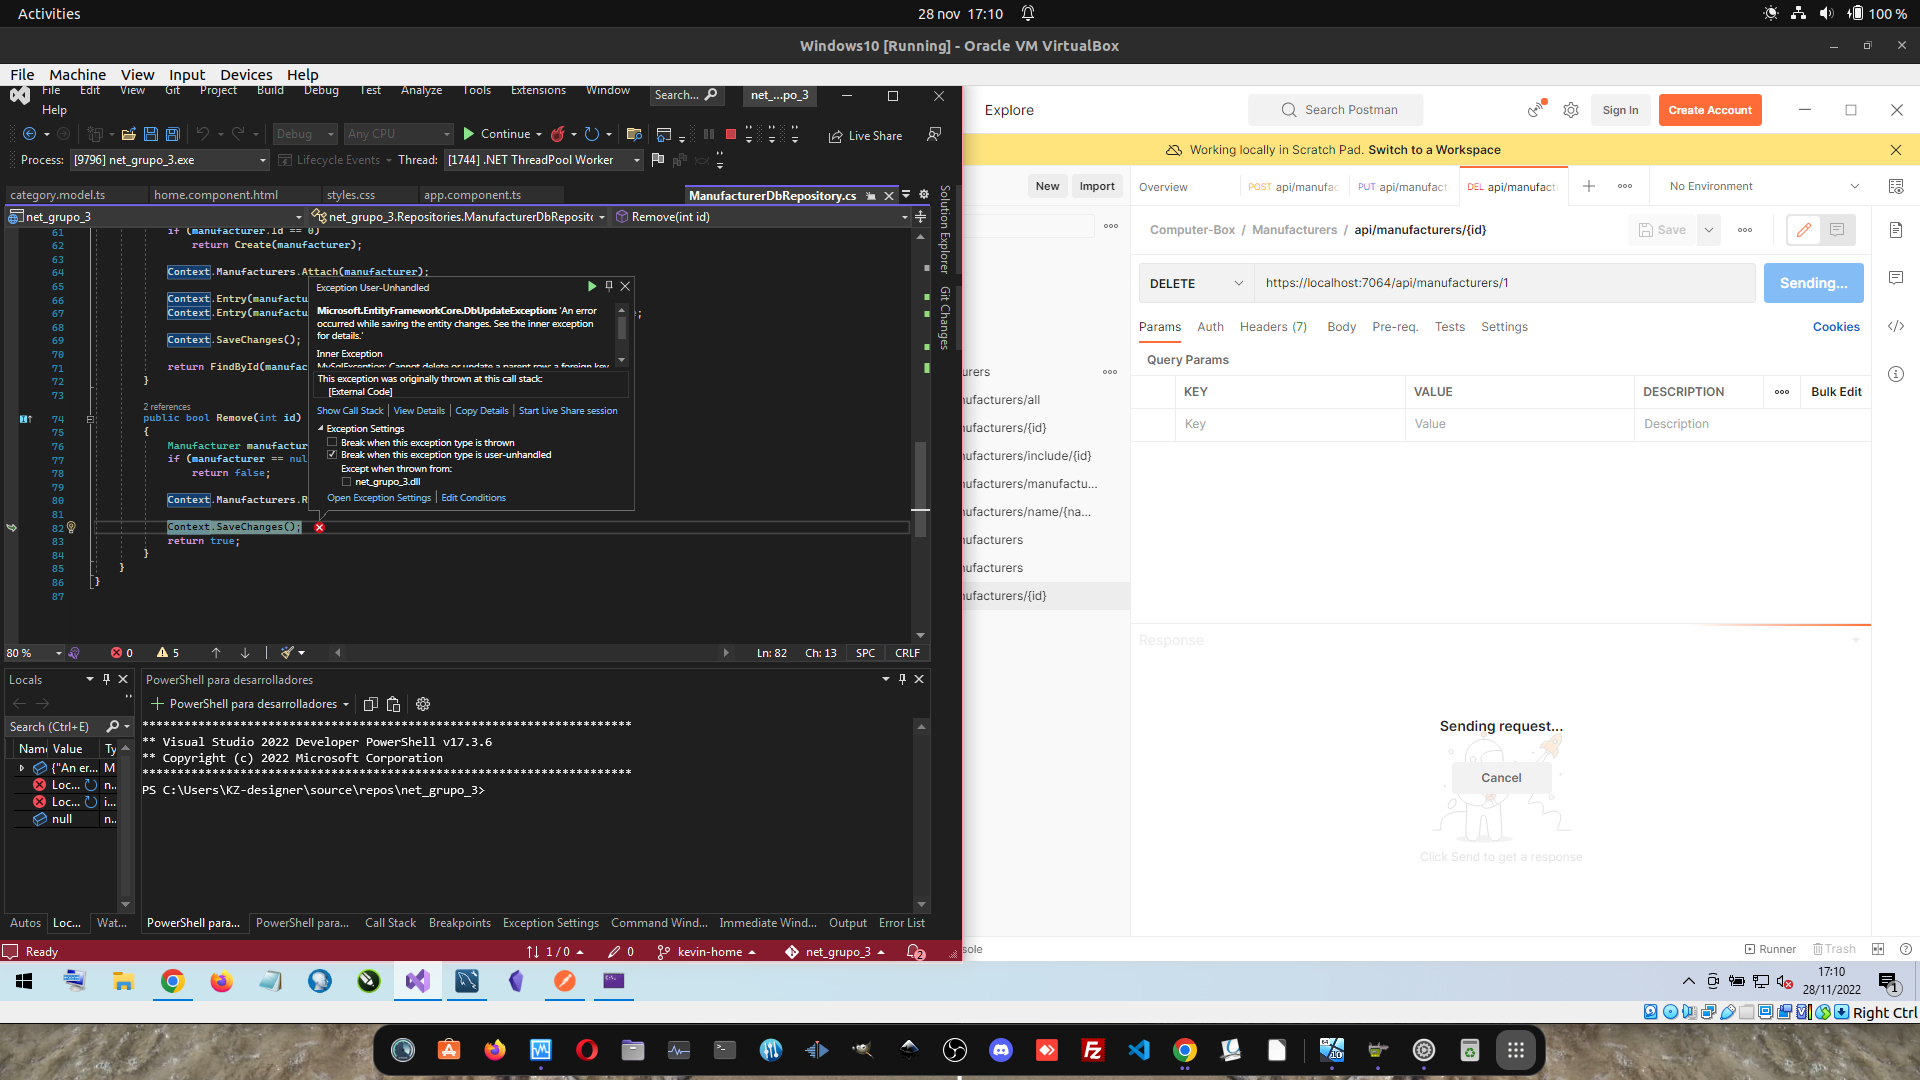 Activities
28 nov 17:10
100 %
Windows10 [Running] - Oracle VM VirtualBox
File Machine View Input Devices Help
File Edit View Git Project Build Debug Test Analyze Tools Extensions Window
Search...
net_...po_3
Help
Debug
Any CPU
Continue
Live Share
Process: [9796] net_grupo_3.exe
Lifecycle Events
Thread: [1744] .NET ThreadPool Worker
category.model.ts
home.component.html
styles.css
app.component.ts
ManufacturerDbRepository.cs
net_grupo_3
net_grupo_3.Repositories.ManufacturerDbReposito
Remove(int id)
61 if (manufacturer.Id == 0)
62 return Create(manufacturer);
63
64 Context.Manufacturers.Attach(manufacturer);
65
66 Context.Entry(manufactu
67 Context.Entry(manufactu ;
68
69 Context.SaveChanges();
70
71 return FindById(manufac
72 }
73
2 references
74 public bool Remove(int id)
75 {
76 Manufacturer manufactur
77 if (manufacturer == nul
78 return false;
79
80 Context.Manufacturers.R
81
82 Context.SaveChanges();
83 return true;
84 }
85 }
86 }
87
Exception User-Unhandled
Microsoft.EntityFrameworkCore.DbUpdateException: 'An error
occurred while saving the entity changes. See the inner exception
for details.'
Inner Exception
MySqlException: Cannot delete or update a parent row: a foreign key
This exception was originally thrown at this call stack:
[External Code]
Show Call Stack | View Details | Copy Details | Start Live Share session
Exception Settings
Break when this exception type is thrown
Break when this exception type is user-unhandled
Except when thrown from:
net_grupo_3.dll
Open Exception Settings | Edit Conditions
Solution Explorer
Git Changes
80 %
0
5
Ln: 82 Ch: 13 SPC CRLF
Locals
Search (Ctrl+E)
Name Value Ty
{"An er... M
Loc... n..
Loc... i...
null n..
Autos Loc... Wat...
PowerShell para desarrolladores
PowerShell para desarrolladores
**********************************************************************
** Visual Studio 2022 Developer PowerShell v17.3.6
** Copyright (c) 2022 Microsoft Corporation
**********************************************************************
PS C:\Users\KZ-designer\source\repos\net_grupo_3>
PowerShell para... PowerShell para... Call Stack Breakpoints Exception Settings Command Wind... Immediate Wind... Output Error List
Ready
1 / 0
0
kevin-home
net_grupo_3
2
Explore
Search Postman
Sign In
Create Account
Working locally in Scratch Pad. Switch to a Workspace
New
Import
Overview
POST api/manufac
PUT api/manufact
DEL api/manufactu
No Environment
Computer-Box / Manufacturers / api/manufacturers/{id}
Save
DELETE
https://localhost:7064/api/manufacturers/1
Sending...
Params Auth Headers (7) Body Pre-req. Tests Settings
Cookies
Query Params
KEY VALUE DESCRIPTION
Bulk Edit
Key Value Description
urers
nufacturers/all
nufacturers/{id}
nufacturers/include/{id}
nufacturers/manufactu...
nufacturers/name/{na...
nufacturers
nufacturers
nufacturers/{id}
Response
Sending request...
Cancel
Click Send to get a response
sole
Runner
Trash
17:10
28/11/2022
1
Right Ctrl